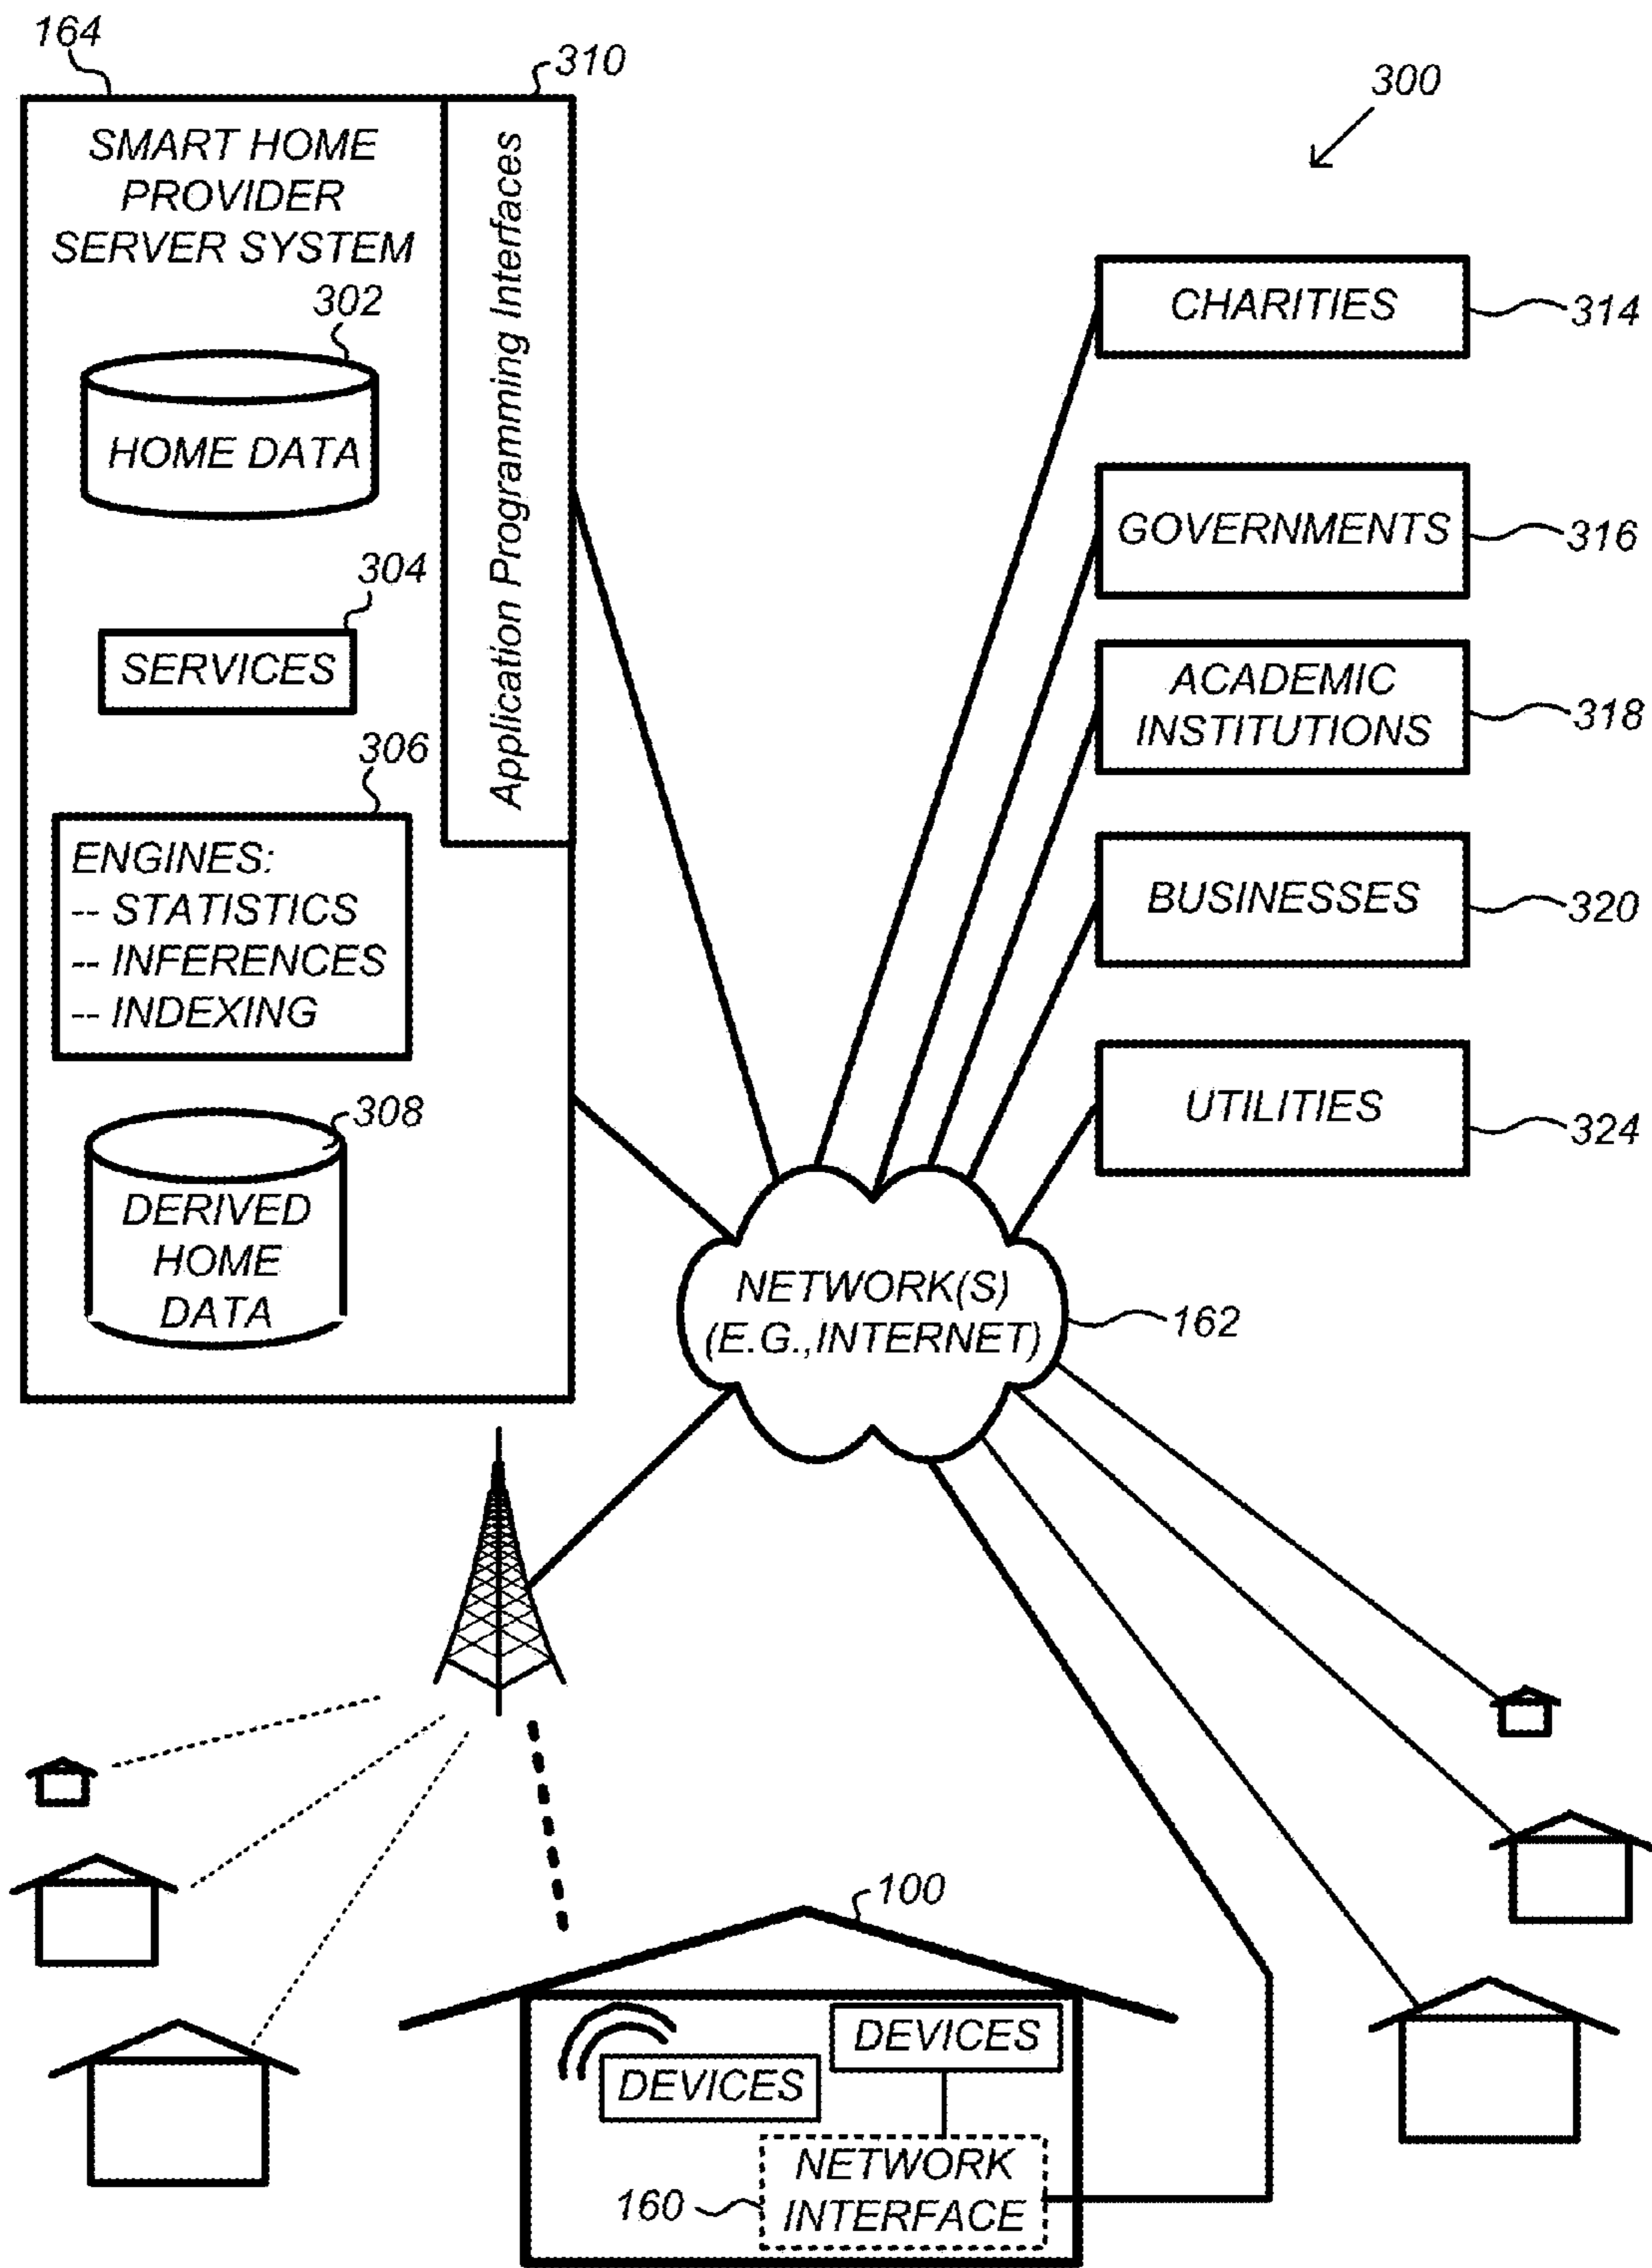 164
310
300
SMART HOME
PROVIDER
SERVER SYSTEM
Application Programming Interfaces
302
HOME DATA
304
SERVICES
306
ENGINES:
-- STATISTICS
-- INFERENCES
-- INDEXING
308
DERIVED
HOME
DATA
CHARITIES
314
GOVERNMENTS
316
ACADEMIC
INSTITUTIONS
318
BUSINESSES
320
UTILITIES
324
NETWORK(S)
(E.G.,INTERNET)
162
100
DEVICES
DEVICES
NETWORK
INTERFACE
160